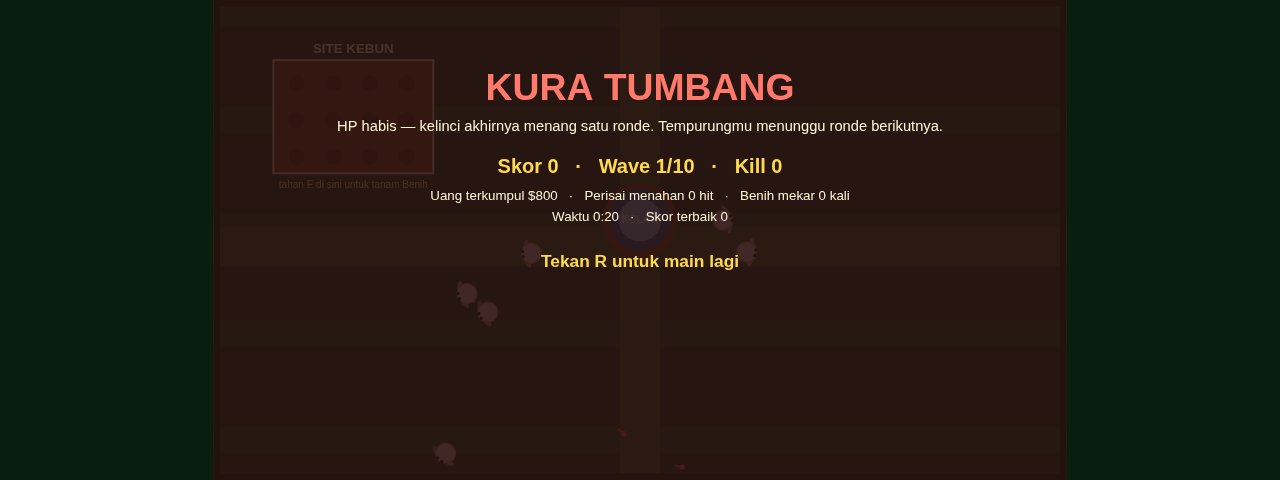 SITE KEBUN
KURA TUMBANG
HP habis — kelinci akhirnya menang satu ronde. Tempurungmu menunggu ronde berikutnya.
Skor 0 · Wave 1/10 · Kill 0
tahan E di sini untuk tanam Benih
Uang terkumpul $800 · Perisai menahan 0 hit · Benih mekar 0 kali
Waktu 0:20 · Skor terbaik 0
Tekan R untuk main lagi